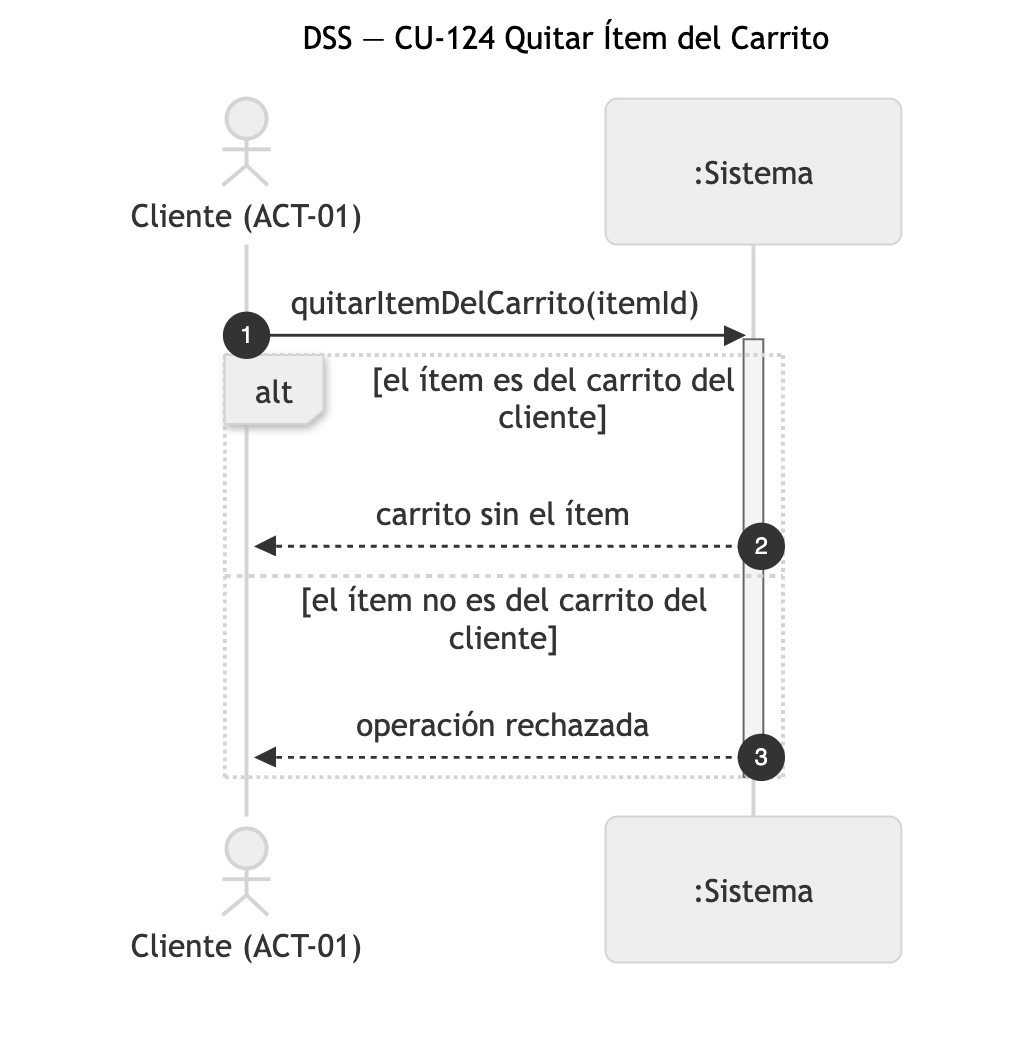 DSS — CU-124 Quitar Ítem del Carrito
Cliente (ACT-01)
:Sistema
quitarItemDelCarrito(itemId)
1
alt
[el ítem es del carrito del
cliente]
carrito sin el ítem
2
[el ítem no es del carrito del
cliente]
operación rechazada
3
Cliente (ACT-01)
:Sistema